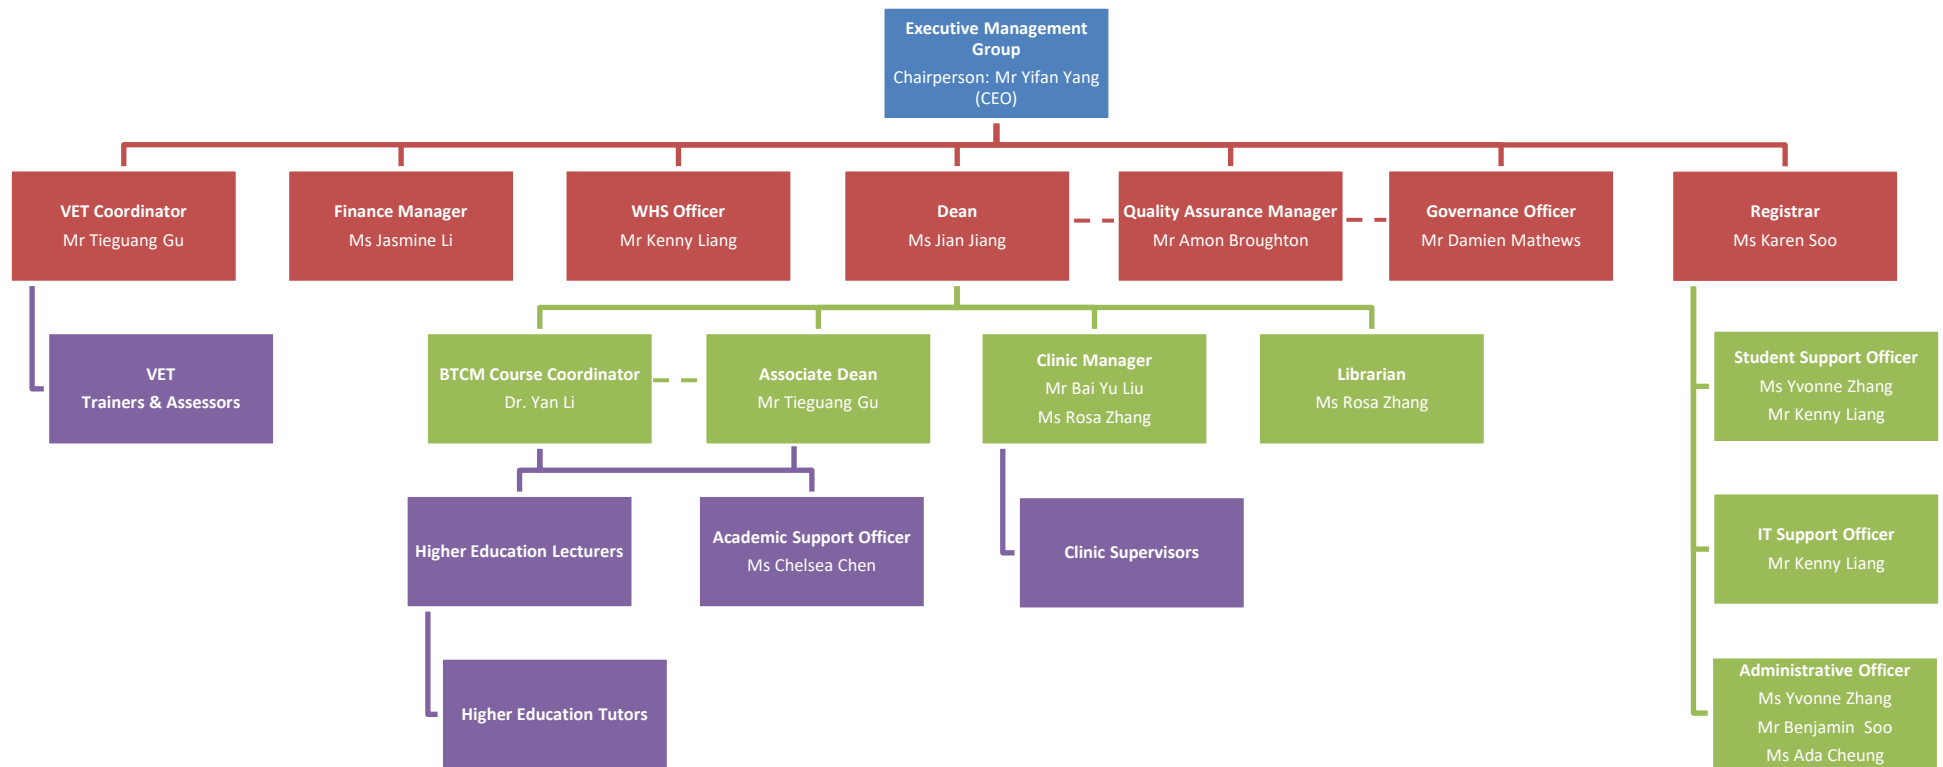 Executive Management
Group
Chairperson: Mr Yifan Yang
(CEO)
VET Coordinator
Mr Tieguang Gu
Finance Manager
Ms Jasmine Li
WHS Officer
Mr Kenny Liang
Dean
Ms Jian Jiang
Quality Assurance Manager
Mr Amon Broughton
Governance Officer
Mr Damien Mathews
Registrar
Ms Karen Soo
VET
Trainers & Assessors
BTCM Course Coordinator
Dr. Yan Li
Associate Dean
Mr Tieguang Gu
Clinic Manager
Mr Bai Yu Liu
Ms Rosa Zhang
Librarian
Ms Rosa Zhang
Student Support Officer
Ms Yvonne Zhang
Mr Kenny Liang
Higher Education Lecturers
Academic Support Officer
Ms Chelsea Chen
Clinic Supervisors
IT Support Officer
Mr Kenny Liang
Higher Education Tutors
Administrative Officer
Ms Yvonne Zhang
Mr Benjamin  Soo
Ms Ada Cheung